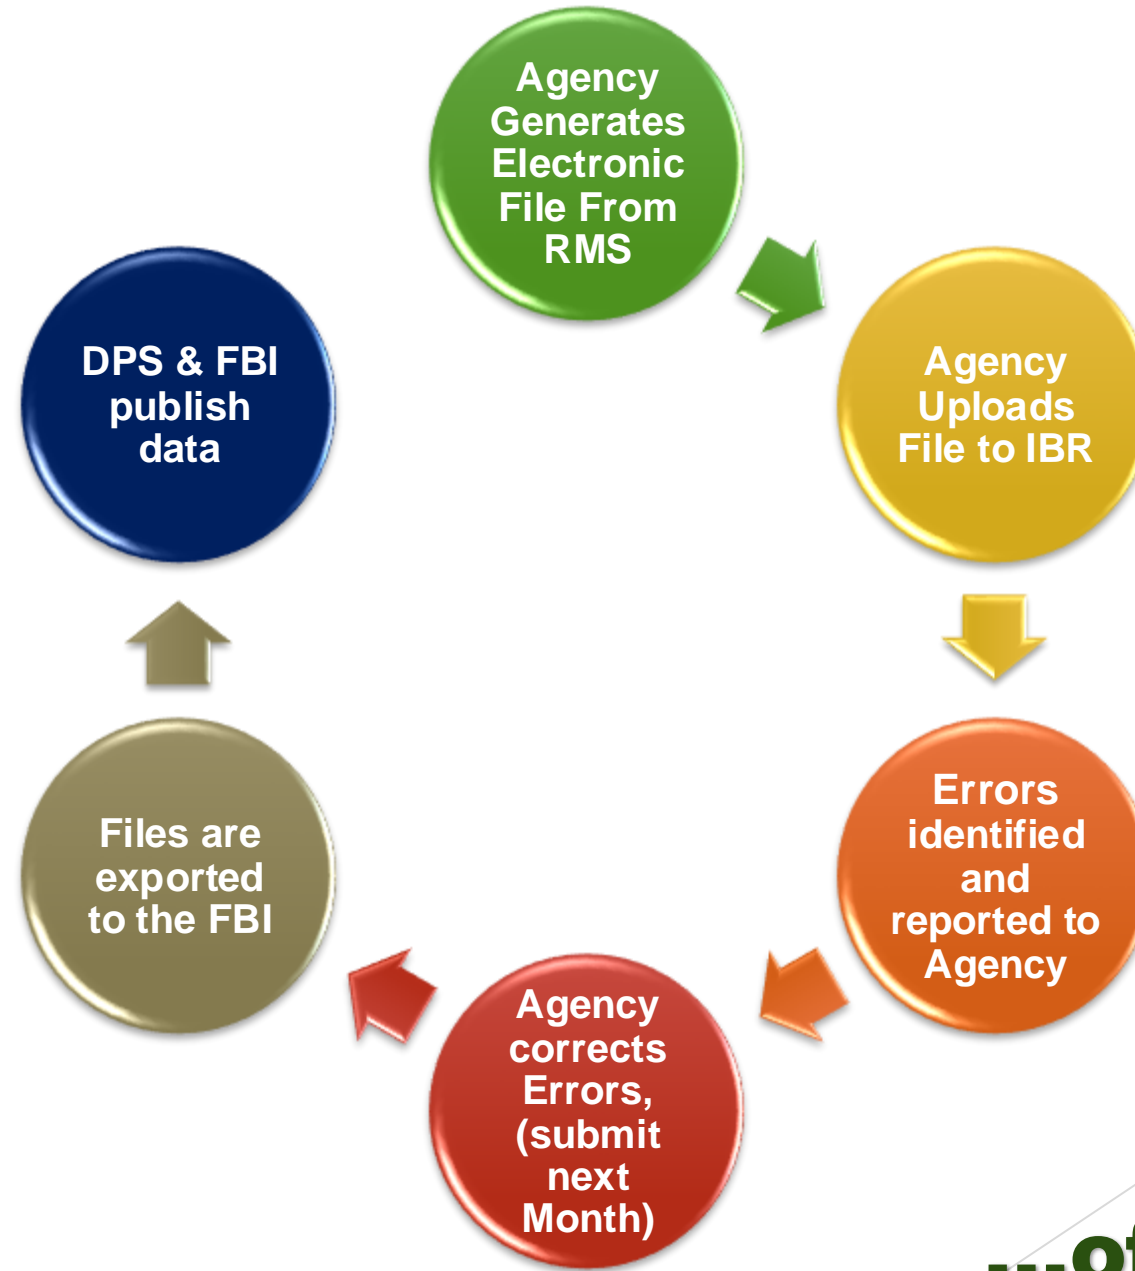 Agency
Generates
Electronic
File From
RMS
Agency
Uploads
File to IBR
Errors
identified
and
reported to
Agency
Agency
corrects
Errors,
(submit
next
Month)
Files are
exported
to the FBI
DPS & FBI
publish
data